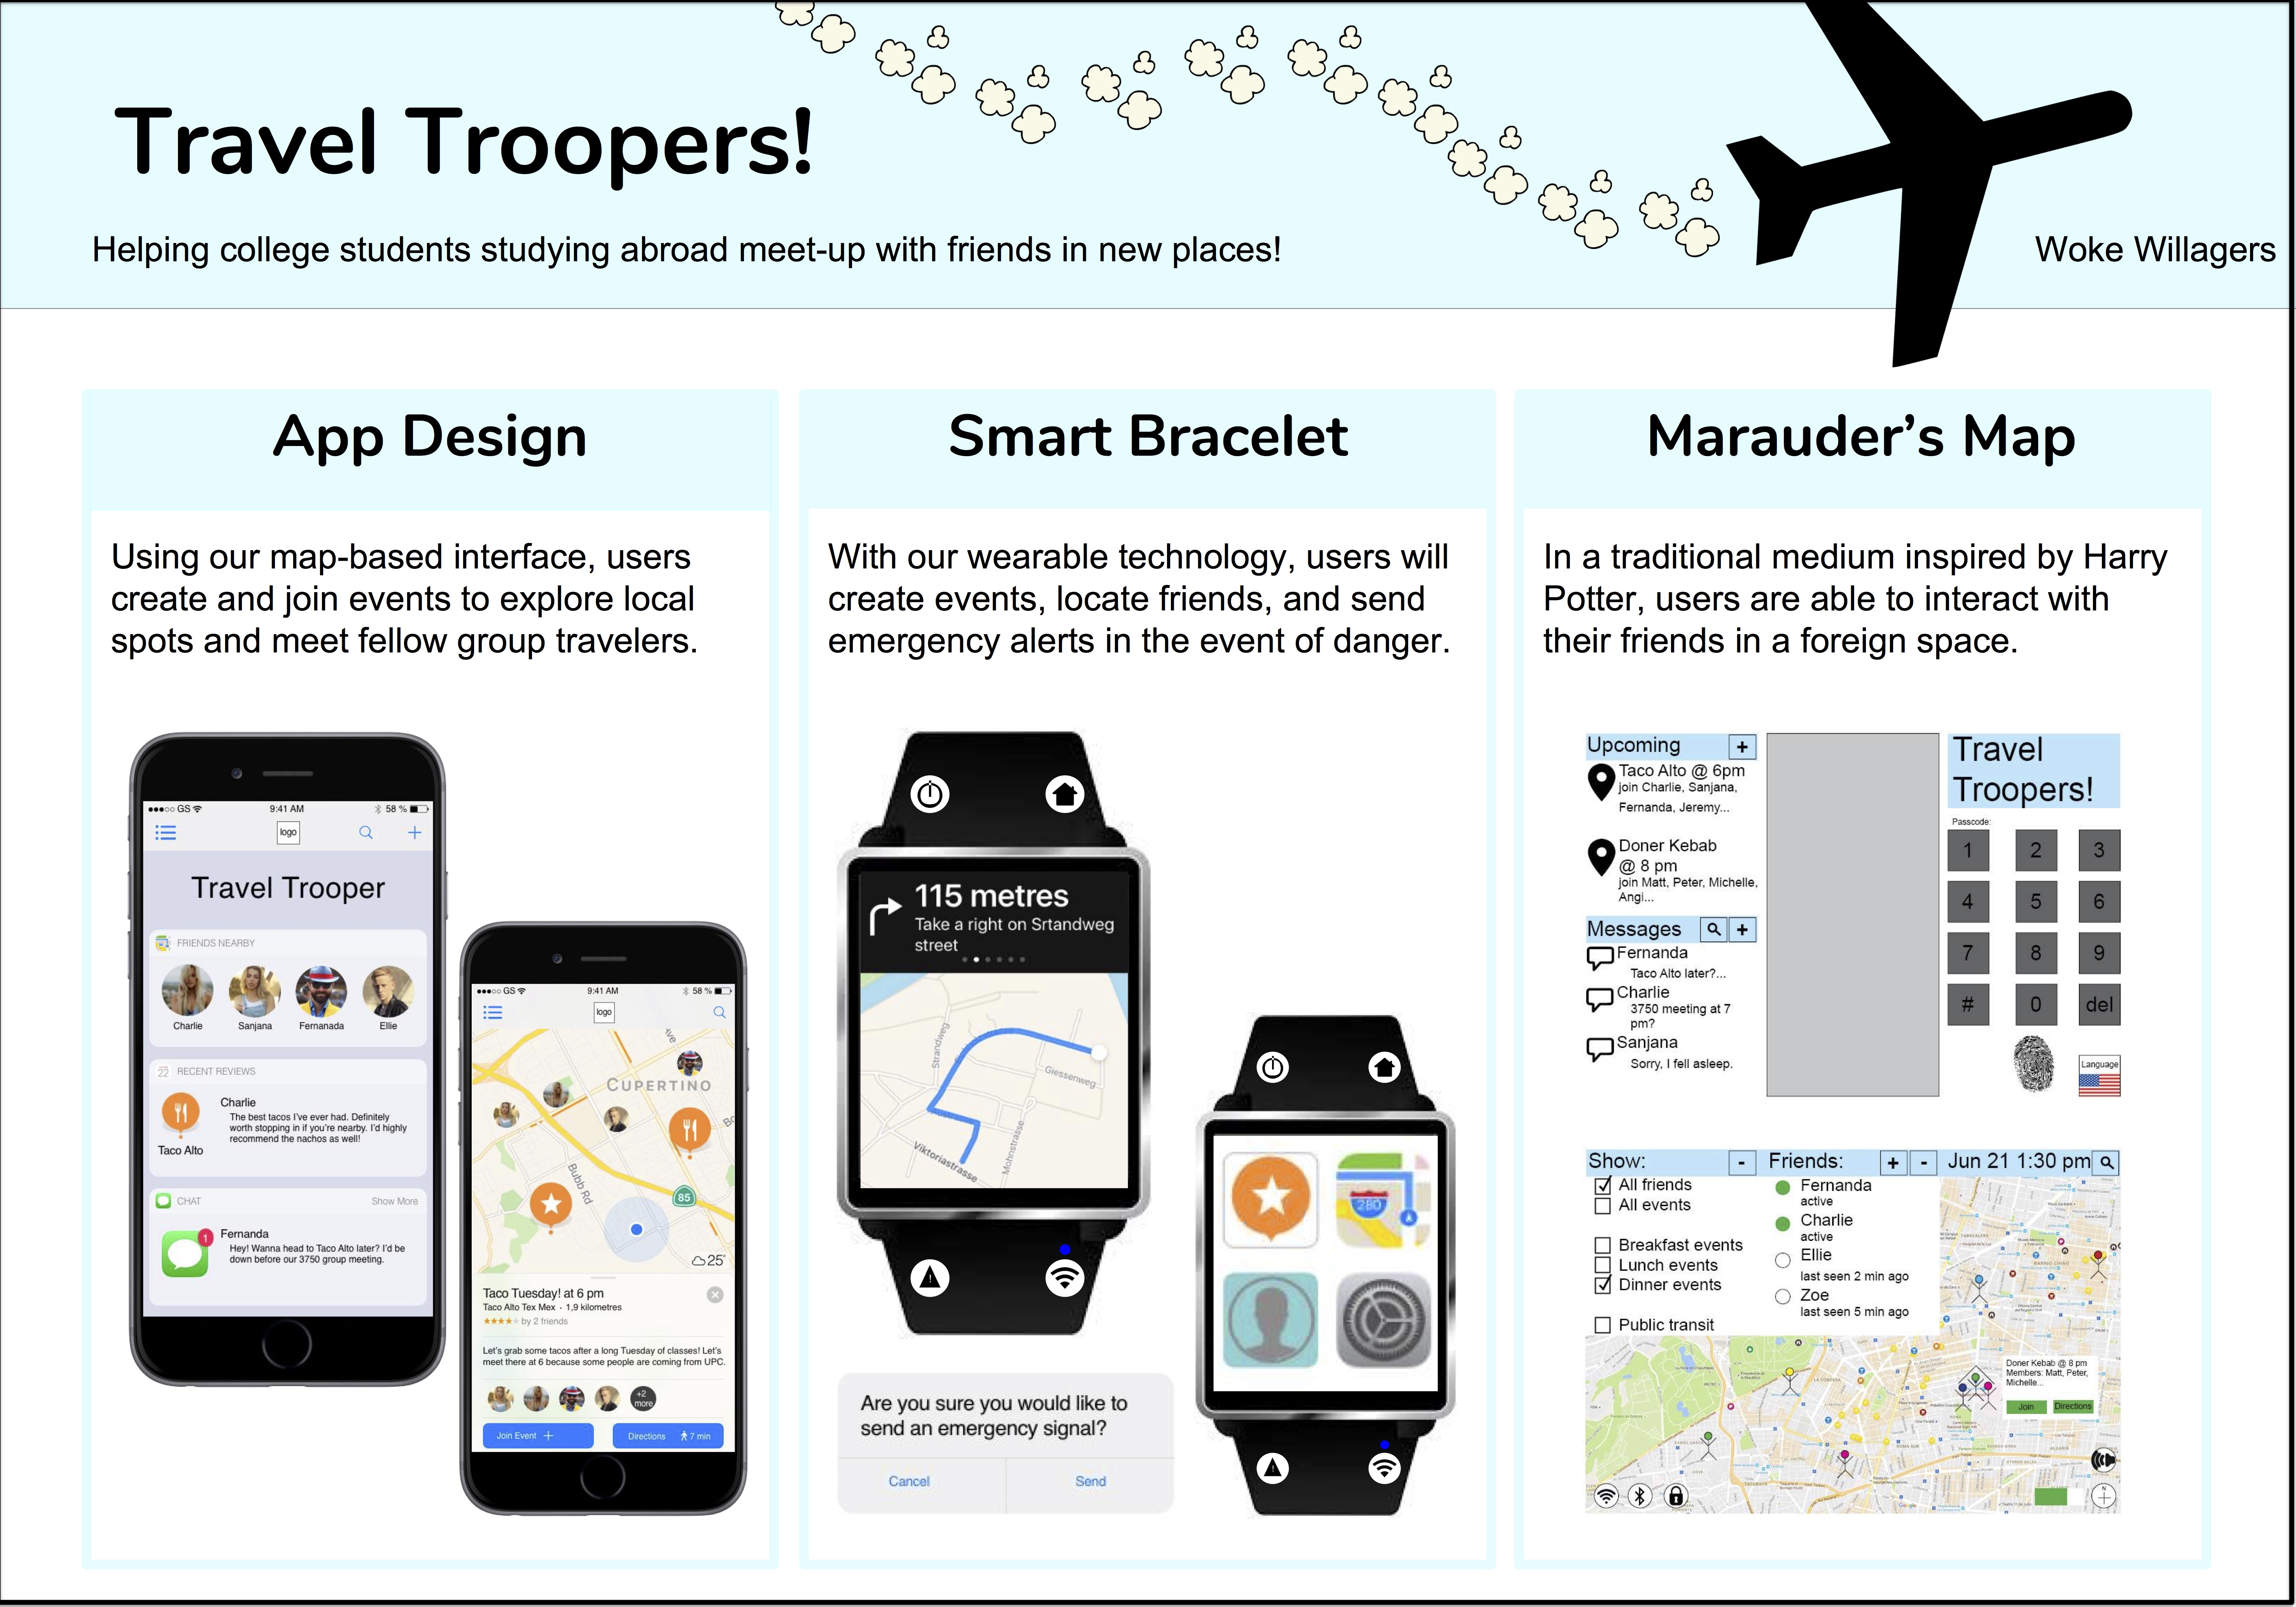 Travel Troopers!
Helping college students studying abroad meet-up with friends in new places!
Woke Willagers
App Design
Using our map-based interface, users
create and join events to explore local
spots and meet fellow group travelers.
GS
9:41 AM
58 %
logo
Travel Trooper
FRIENDS NEARBY
Charlie
Sanjana
Fernanada
Ellie
22
RECENT REVIEWS
Charlie
The best tacos I've ever had. Definitely
worth stopping in if you're nearby. I'd highly
recommend the nachos as well!
Taco Alto
CHAT
Show More
1
Fernanda
Hey! Wanna head to Taco Alto later? I'd be
down before our 3750 group meeting.
GS
9:41 AM
58 %
logo
CUPERTINO
Bubb Rd
85
25°
Taco Tuesday! at 6 pm
Taco Alto Tex Mex · 1,9 kilometres
by 2 friends
Let's grab some tacos after a long Tuesday of classes! Let's
meet there at 6 because some people are coming from UPC.
+2
more
Join Event +
Directions
7 min
Smart Bracelet
With our wearable technology, users will
create events, locate friends, and send
emergency alerts in the event of danger.
115 metres
Take a right on Srtandweg
street
Strandweg
Giessenweg
Viktoriastrasse
Mohnstrasse
280
Are you sure you would like to
send an emergency signal?
Cancel
Send
Marauder's Map
In a traditional medium inspired by Harry
Potter, users are able to interact with
their friends in a foreign space.
Upcoming
+
Taco Alto @ 6pm
join Charlie, Sanjana,
Fernanda, Jeremy...
Doner Kebab
@ 8 pm
join Matt, Peter, Michelle,
Angi...
Messages
+
Fernanda
Taco Alto later?...
Charlie
3750 meeting at 7
pm?
Sanjana
Sorry, I fell asleep.
Travel
Troopers!
Passcode:
1 2 3
4 5 6
7 8 9
# 0 del
Language
Show:
-
All friends
All events
Breakfast events
Lunch events
Dinner events
Public transit
Friends:
+ -
Fernanda
active
Charlie
active
Ellie
last seen 2 min ago
Zoe
last seen 5 min ago
Jun 21 1:30 pm
Doner Kebab @ 8 pm
Members: Matt, Peter,
Michelle...
Join
Directions